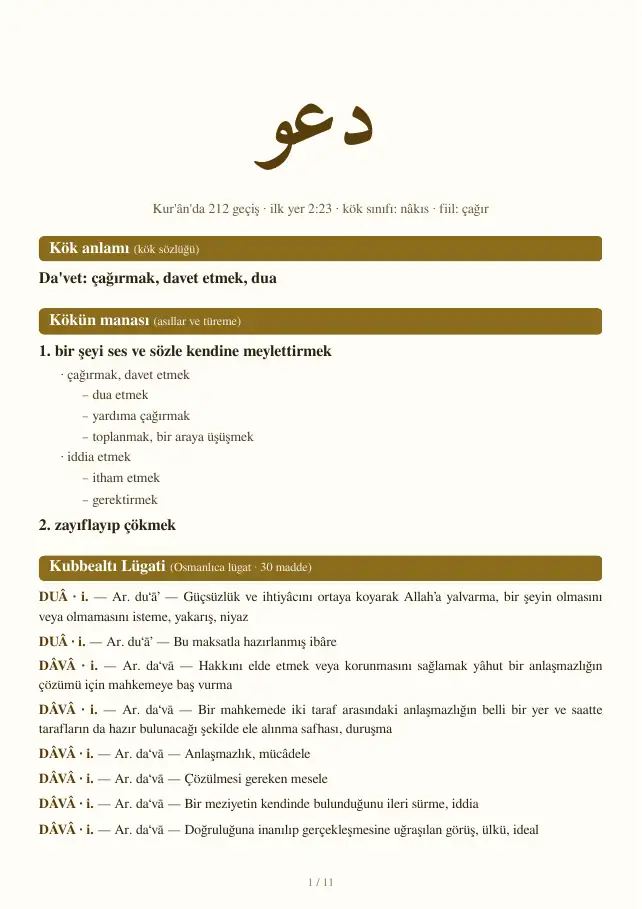 دعو
Kur'ân'da 212 geçiş · ilk yer 2:23 · kök sınıfı: nâkıs · fiil: çağır
Kök anlamı (kök sözlüğü)
Da'vet: çağırmak, davet etmek, dua
Kökün manası (asıllar ve türeme)
1. bir şeyi ses ve sözle kendine meylettirmek
· çağırmak, davet etmek
– dua etmek
– yardıma çağırmak
– toplanmak, bir araya üşüşmek
· iddia etmek
– itham etmek
– gerektirmek
2. zayıflayıp çökmek
Kubbealtı Lügati (Osmanlıca lügat · 30 madde)
DUÂ · i. — Ar. du‘ā’ — Güçsüzlük ve ihtiyâcını ortaya koyarak Allah’a yalvarma, bir şeyin olmasını
veya olmamasını isteme, yakarış, niyaz
DUÂ · i. — Ar. du‘ā’ — Bu maksatla hazırlanmış ibâre
DÂVÂ · i. — Ar. da‘vā — Hakkını elde etmek veya korunmasını sağlamak yâhut bir anlaşmazlığın
çözümü için mahkemeye baş vurma
DÂVÂ · i. — Ar. da‘vā — Bir mahkemede iki taraf arasındaki anlaşmazlığın belli bir yer ve saatte
tarafların da hazır bulunacağı şekilde ele alınma safhası, duruşma
DÂVÂ · i. — Ar. da‘vā — Anlaşmazlık, mücâdele
DÂVÂ · i. — Ar. da‘vā — Çözülmesi gereken mesele
DÂVÂ · i. — Ar. da‘vā — Bir meziyetin kendinde bulunduğunu ileri sürme, iddia
DÂVÂ · i. — Ar. da‘vā — Doğruluğuna inanılıp gerçekleşmesine uğraşılan görüş, ülkü, ideal
1 / 11